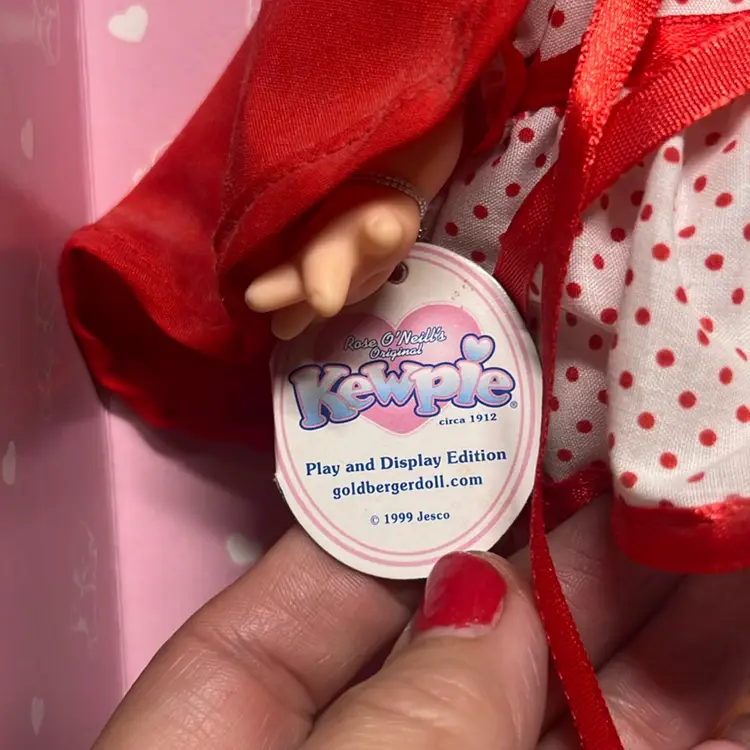 Rose O'Neill's
Original
Kewpie®
circa 1912
Play and Display Edition
goldbergerdoll.com
© 1999 Jesco